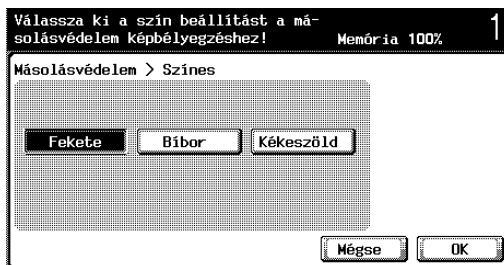 Válassza ki a szín beállítást a má-
solásvédelem képbélyegzéshez!
Memória 100%
1
Másolásvédelem > Színes
Fekete
Bíbor
Kékeszöld
Mégse
OK